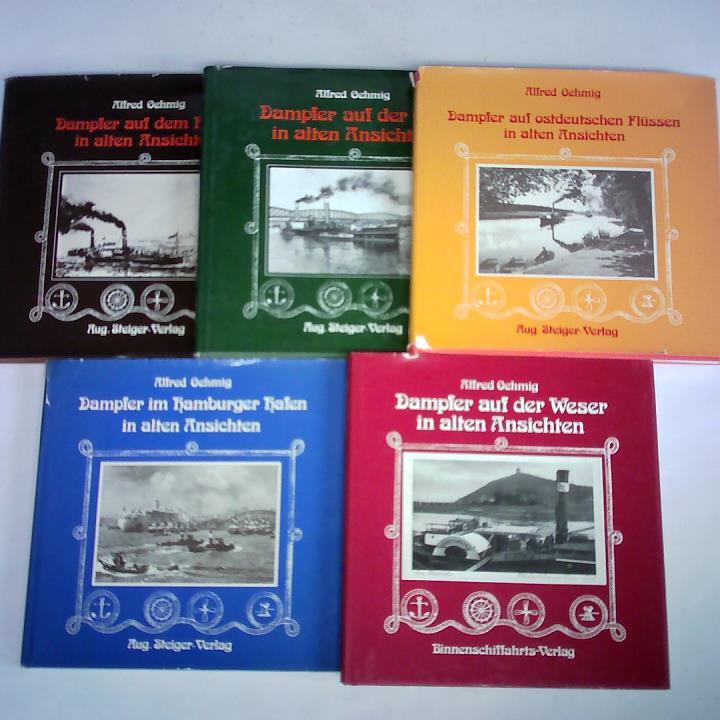 Alfred Oehmig
Dampfer auf dem
in alten Ansicht
Aug. Steiger-Verlag
Alfred Oehmig
Dampfer auf der
in alten Ansich
Aug. Steiger-Verlag
Alfred Oehmig
Dampfer auf ostdeutschen Flüssen
in alten Ansichten
Aug. Steiger-Verlag
Alfred Oehmig
Dampfer im Hamburger Hafen
in alten Ansichten
Aug. Steiger-Verlag
Alfred Oehmig
Dampfer auf der Weser
in alten Ansichten
Binnenschiffahrts-Verlag